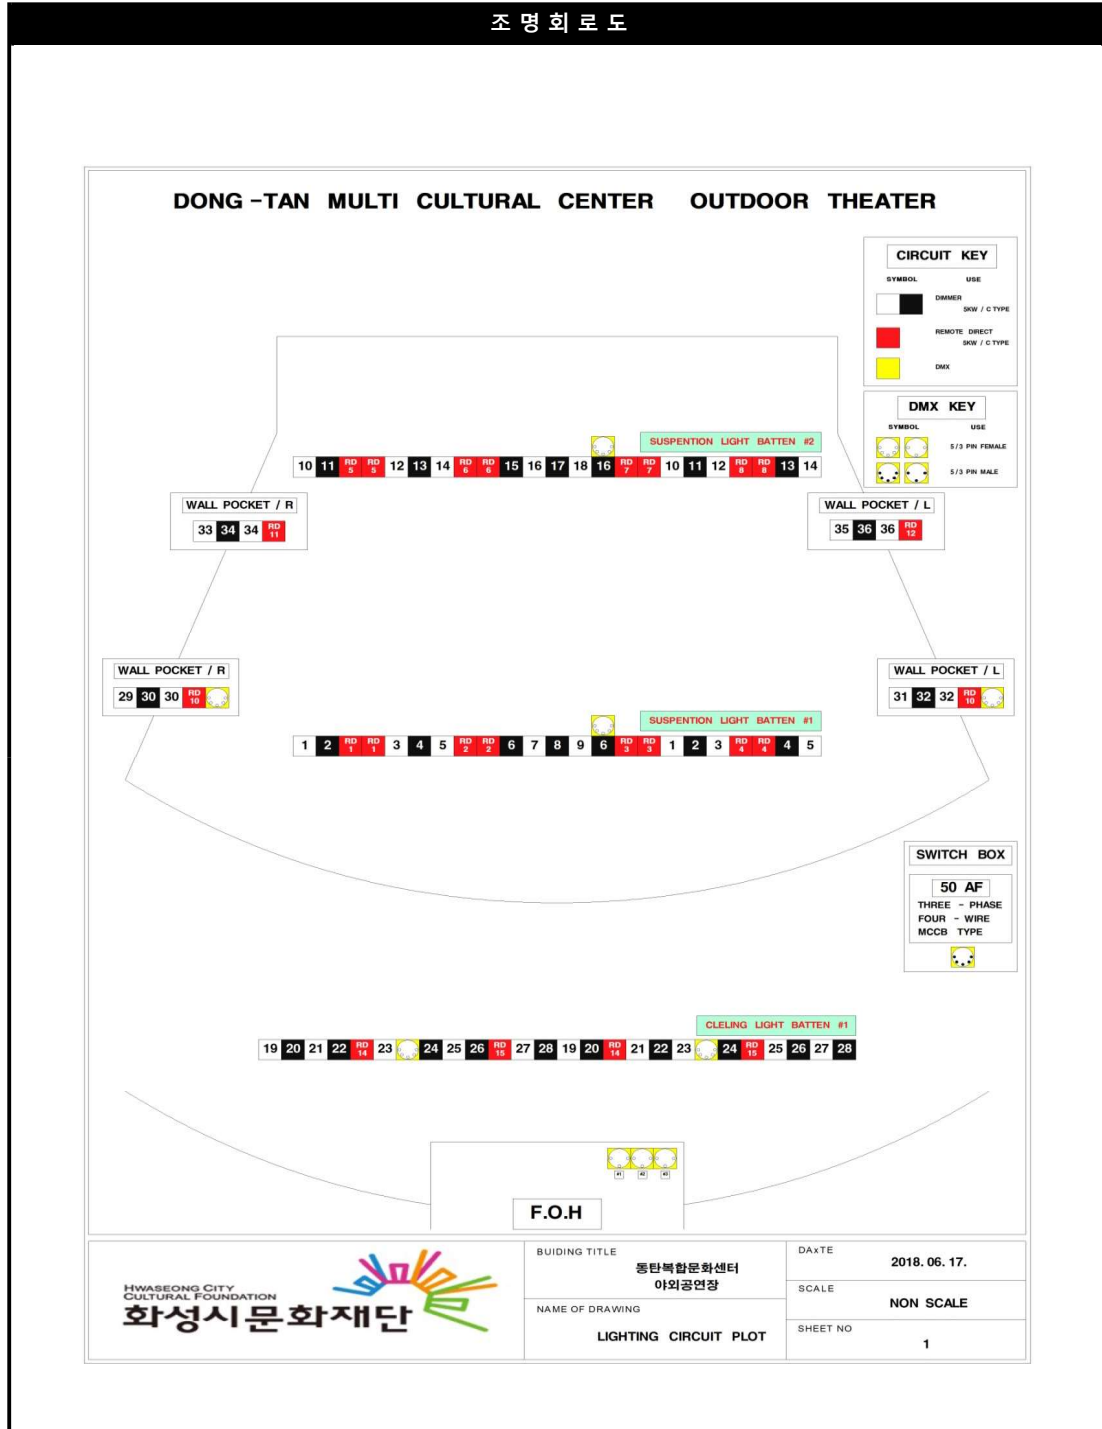 조 명 회 로 도
DONG -TAN MULTI CULTURAL CENTER OUTDOOR THEATER
CIRCUIT KEY
SYMBOL USE
DIMMER
5KW / C TYPE
REMOTE DIRECT
5KW / C TYPE
DMX
DMX KEY
SYMBOL USE
5/3 PIN FEMALE
5/3 PIN MALE
SUSPENTION LIGHT BATTEN #2
10 11 RD 5 RD 5 12 13 14 RD 6 RD 6 15 16 17 18 16 RD 7 RD 7 10 11 12 RD 8 RD 8 13 14
WALL POCKET / R
33 34 34 RD 11
WALL POCKET / L
35 36 36 RD 12
WALL POCKET / R
29 30 30 RD 10
WALL POCKET / L
31 32 32 RD 10
SUSPENTION LIGHT BATTEN #1
1 2 RD 1 RD 1 3 4 5 RD 2 RD 2 6 7 8 9 6 RD 3 RD 3 1 2 3 RD 4 RD 4 4 5
SWITCH BOX
50 AF
THREE - PHASE
FOUR - WIRE
MCCB TYPE
CLELING LIGHT BATTEN #1
19 20 21 22 RD 14 23 24 25 26 RD 15 27 28 19 20 RD 14 21 22 23 24 RD 15 25 26 27 28
#1 #2 #3
F.O.H
HWASEONG CITY
CULTURAL FOUNDATION
화성시문화재단
BUIDING TITLE
동탄복합문화센터
야외공연장
NAME OF DRAWING
LIGHTING CIRCUIT PLOT
DAxTE
2018. 06. 17.
SCALE
NON SCALE
SHEET NO
1